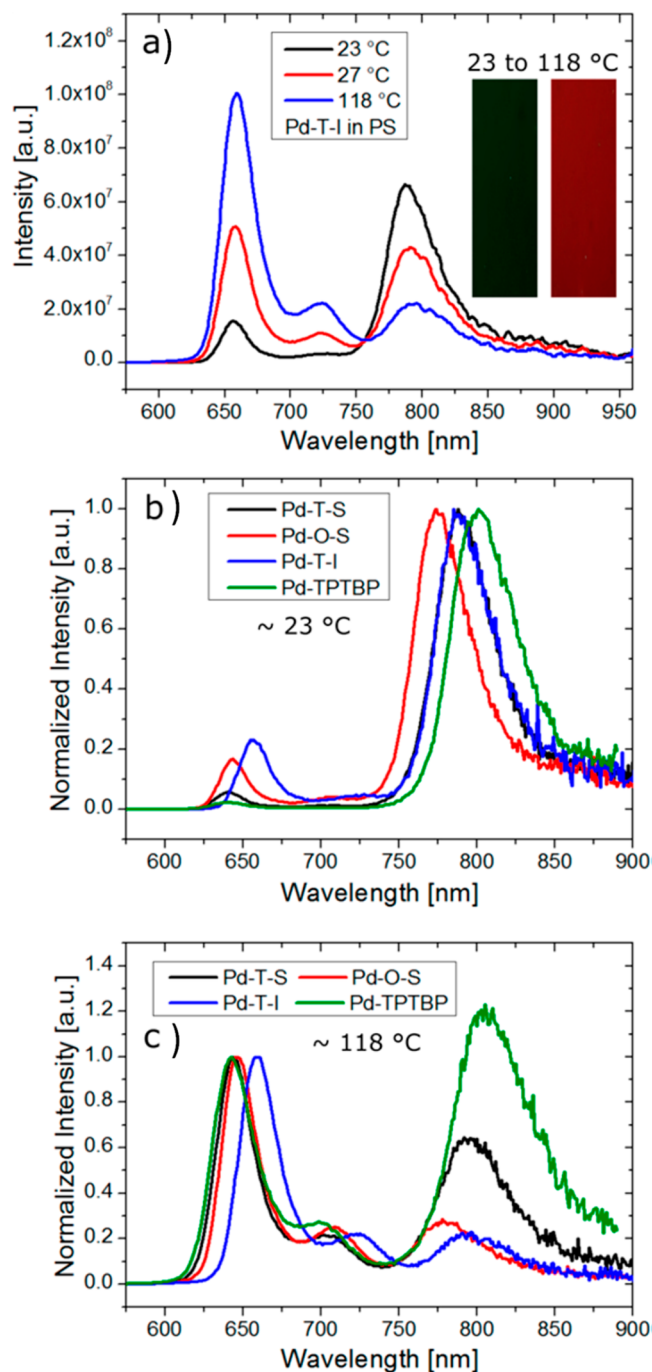 a)
23 °C
27 °C
118 °C
Pd-T-I in PS
23 to 118 ºC
1.2x10⁸
1.0x10⁸
8.0x10⁷
6.0x10⁷
4.0x10⁷
2.0x10⁷
0.0
Intensity [a.u.]
600 650 700 750 800 850 900 950
Wavelength [nm]
b)
Pd-T-S
Pd-O-S
Pd-T-I
Pd-TPTBP
~ 23 °C
1.0
0.8
0.6
0.4
0.2
0.0
Normalized Intensity [a.u.]
600 650 700 750 800 850 900
Wavelength [nm]
c)
Pd-T-S Pd-O-S
Pd-T-I Pd-TPTBP
~ 118 °C
1.4
1.2
1.0
0.8
0.6
0.4
0.2
0.0
Normalized Intensity [a.u.]
600 650 700 750 800 850 900
Wavelength [nm]